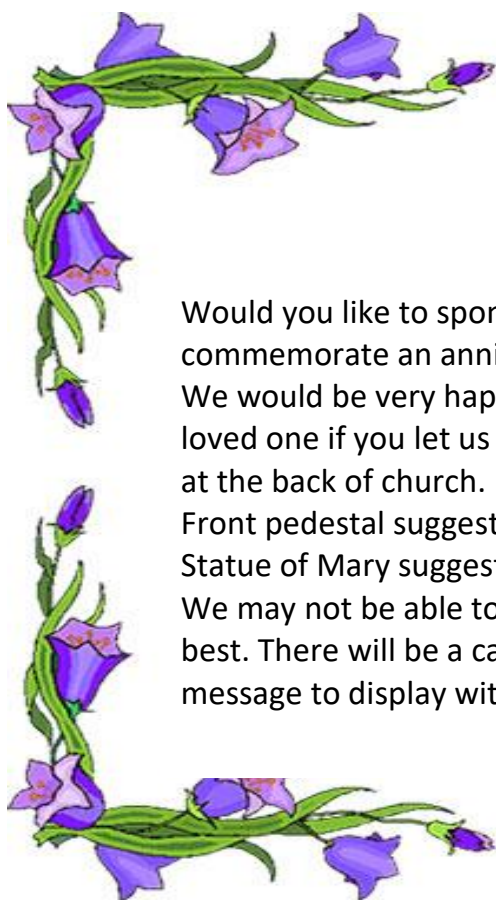 Would you like to spon
commemorate an anni
We would be very hap
loved one if you let us
at the back of church.
Front pedestal suggest
Statue of Mary suggest
We may not be able to
best. There will be a ca
message to display wit